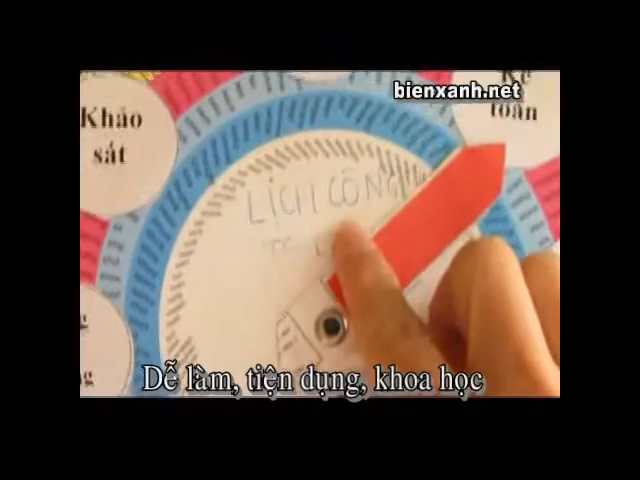 bienxanh.net
Khảo
sát
Kế
toán
LỊCH CÔNG
Dễ làm, tiện dụng, khoa học